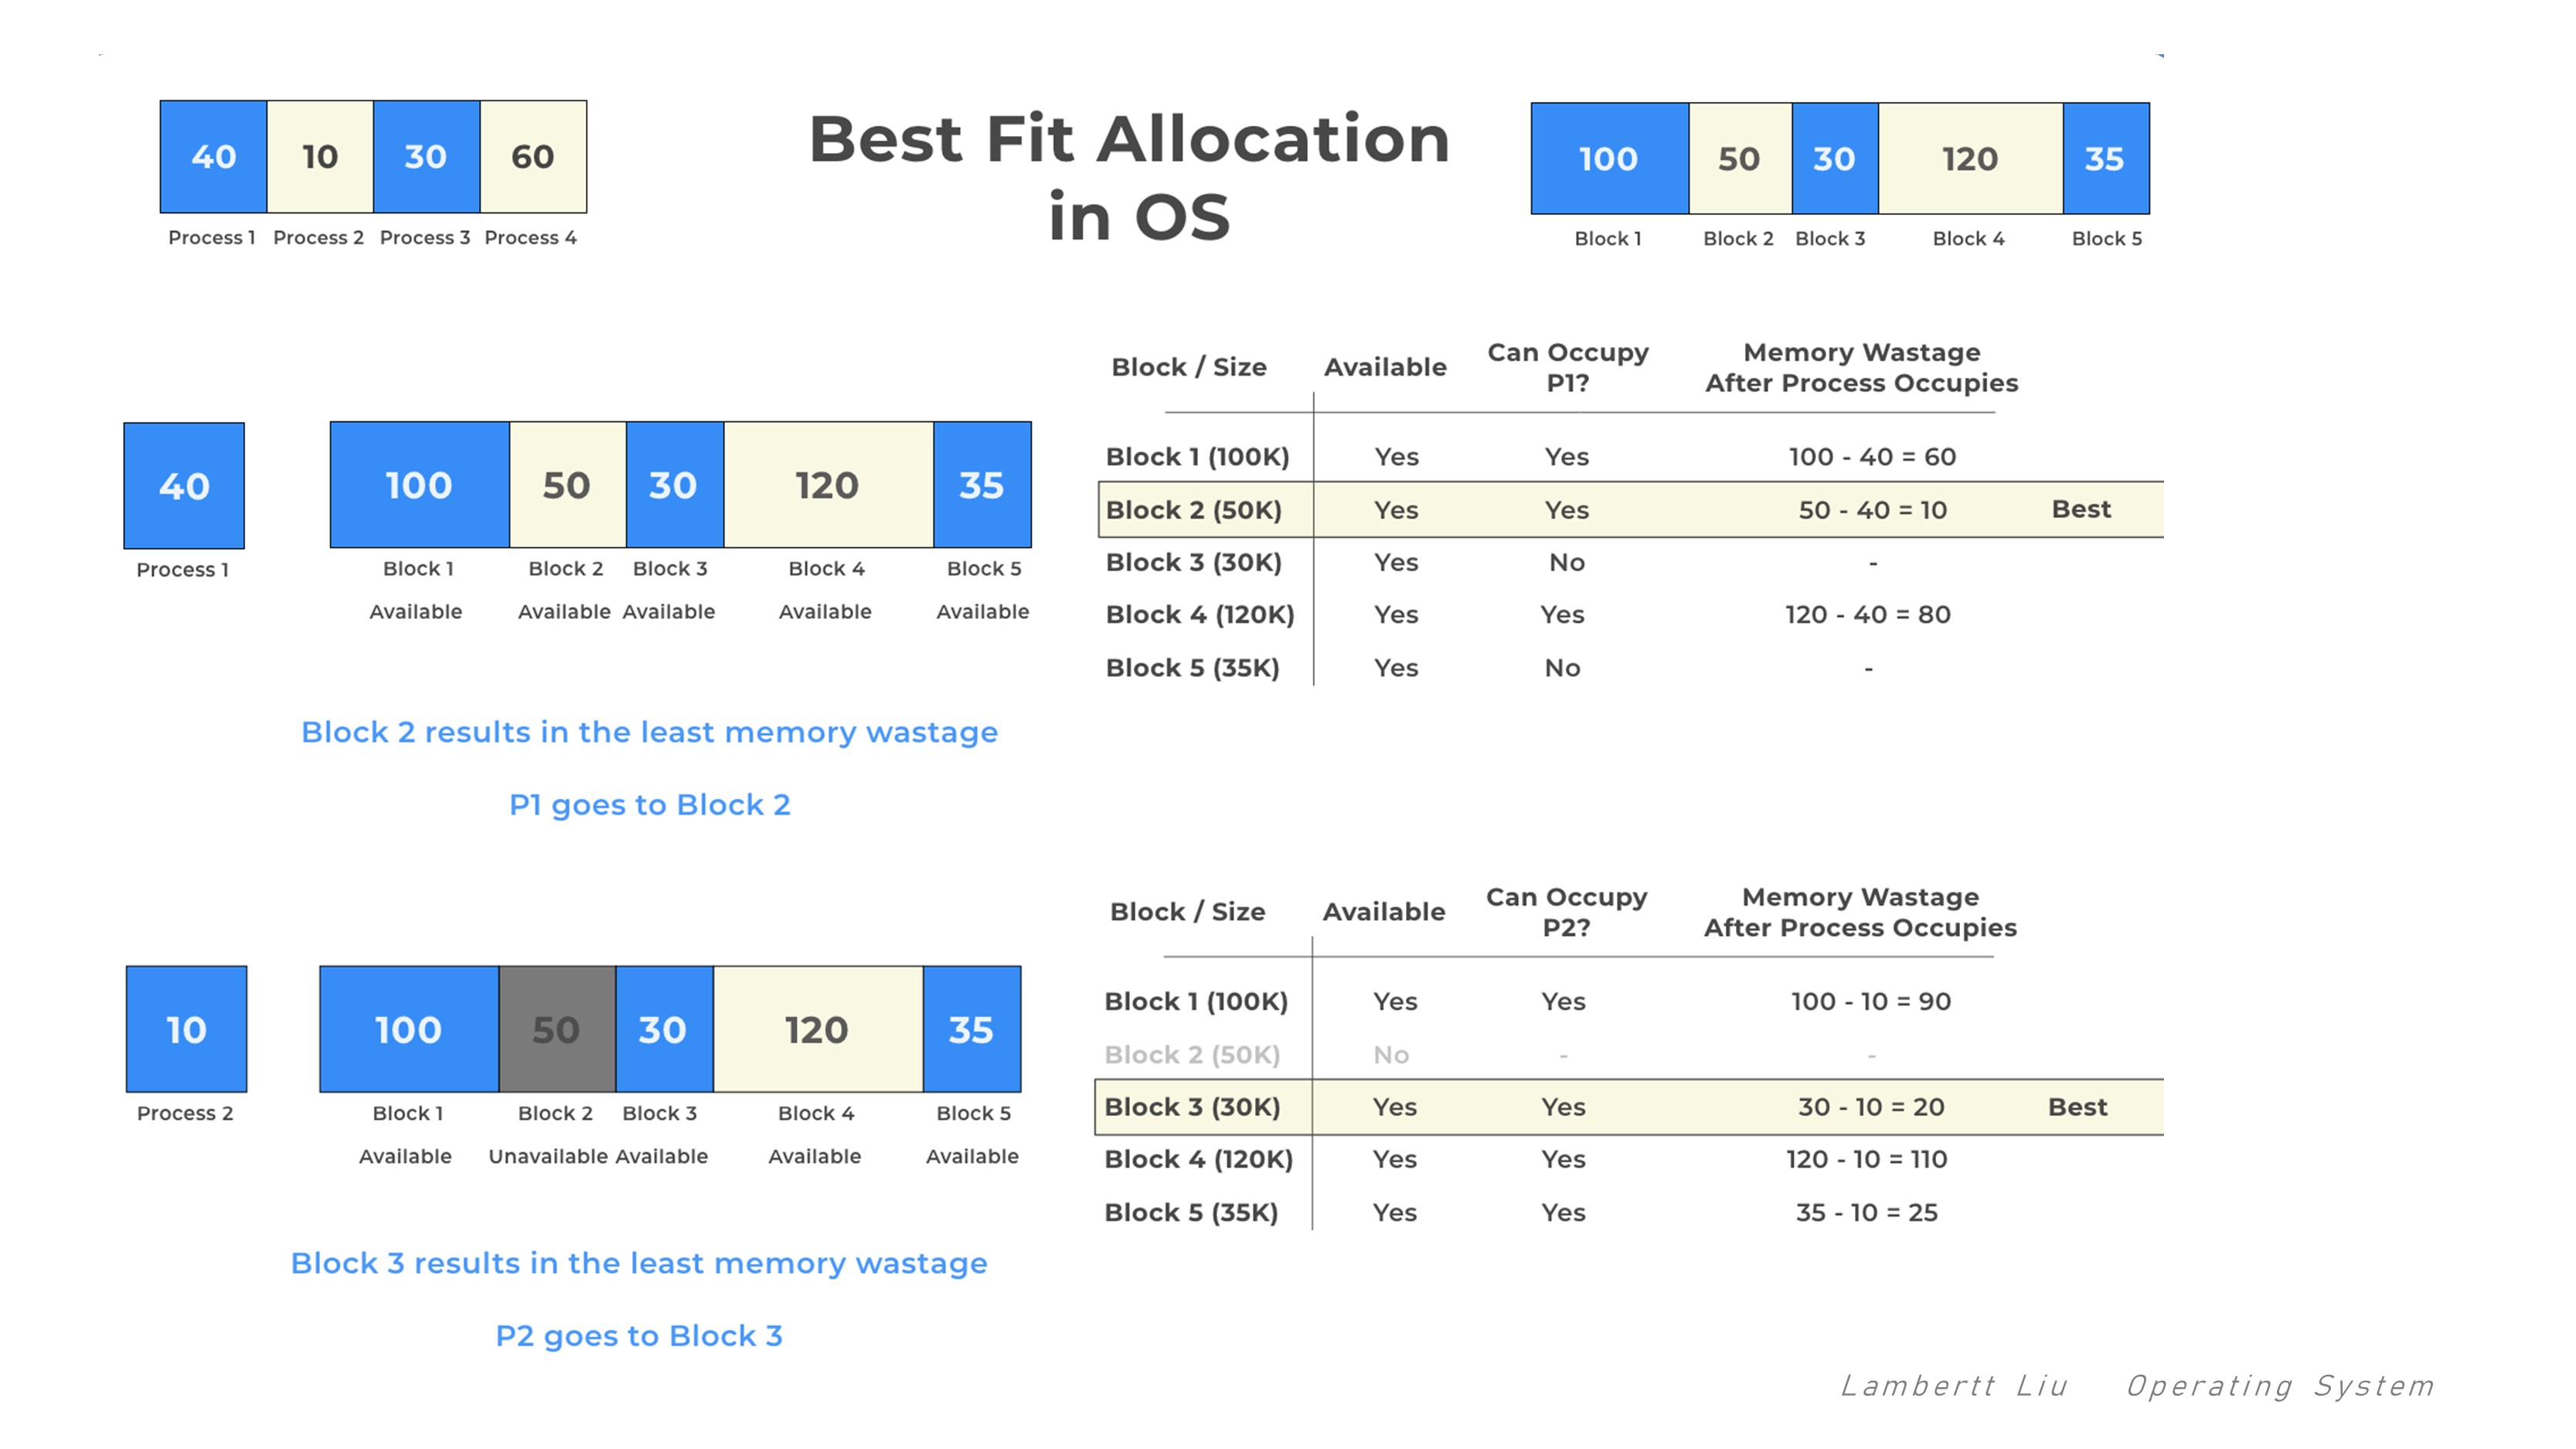 40 10 30 60
Process 1 Process 2 Process 3 Process 4
Best Fit Allocation
in OS
100 50 30 120 35
Block 1 Block 2 Block 3 Block 4 Block 5
40
Process 1
100 50 30 120 35
Block 1 Block 2 Block 3 Block 4 Block 5
Available Available Available Available Available
Block / Size Available Can Occupy P1? Memory Wastage After Process Occupies
Block 1 (100K) Yes Yes 100 - 40 = 60
Block 2 (50K) Yes Yes 50 - 40 = 10 Best
Block 3 (30K) Yes No -
Block 4 (120K) Yes Yes 120 - 40 = 80
Block 5 (35K) Yes No -
Block 2 results in the least memory wastage
P1 goes to Block 2
10
Process 2
100 50 30 120 35
Block 1 Block 2 Block 3 Block 4 Block 5
Available Unavailable Available Available Available
Block / Size Available Can Occupy P2? Memory Wastage After Process Occupies
Block 1 (100K) Yes Yes 100 - 10 = 90
Block 2 (50K) No - -
Block 3 (30K) Yes Yes 30 - 10 = 20 Best
Block 4 (120K) Yes Yes 120 - 10 = 110
Block 5 (35K) Yes Yes 35 - 10 = 25
Block 3 results in the least memory wastage
P2 goes to Block 3
Lambertt Liu Operating System